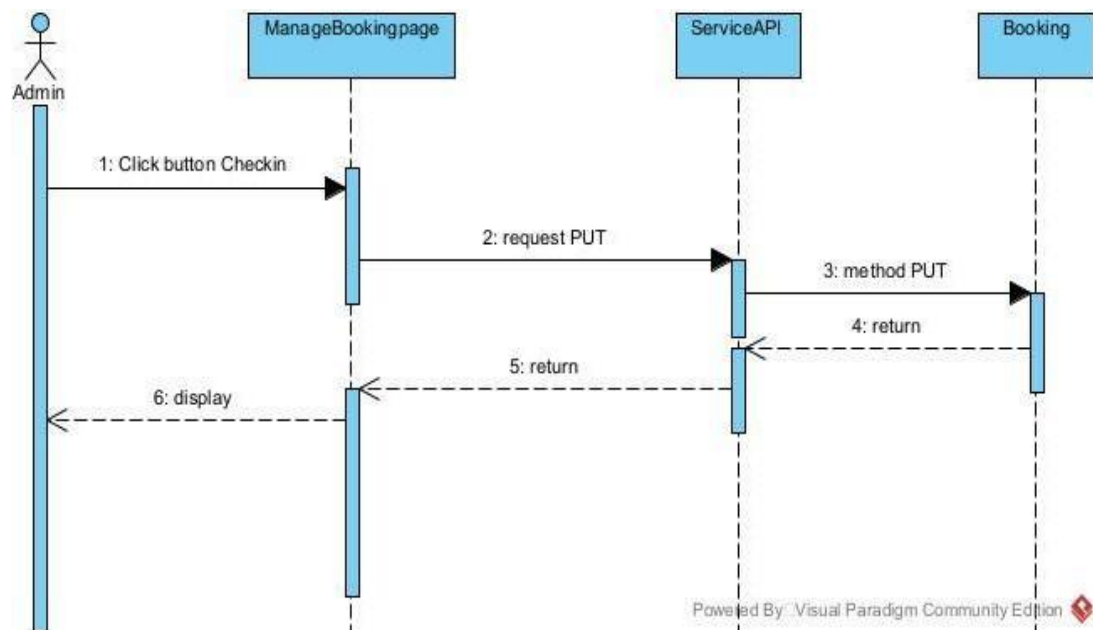 ManageBookingpage
ServiceAPI
Booking
Admin
1: Click button Checkin
2: request PUT
3: method PUT
4: return
5: return
6: display
Powered By Visual Paradigm Community Edition